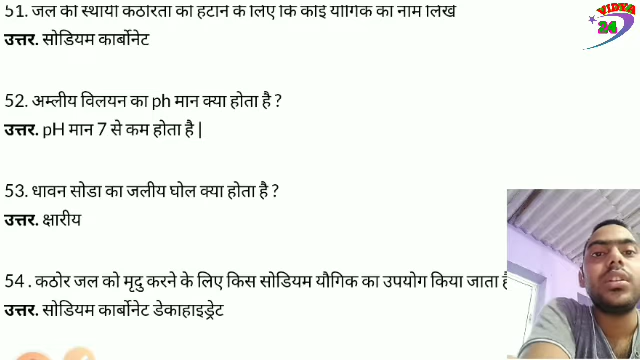 51. जल की स्थायी कठोरता को हटाने के लिए कि कोई यौगिक का नाम लिखें
उत्तर. सोडियम कार्बोनेट
52. अम्लीय विलयन का ph मान क्या होता है ?
उत्तर. pH मान 7 से कम होता है |
53. धावन सोडा का जलीय घोल क्या होता है ?
उत्तर. क्षारीय
54 . कठोर जल को मृदु करने के लिए किस सोडियम यौगिक का उपयोग किया जाता
उत्तर. सोडियम कार्बोनेट डेकाहाइड्रेट
VIDYA
24